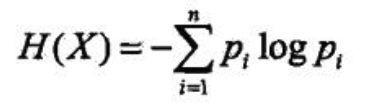 H(X) = -∑_{i=1}^{n} p_i log p_i